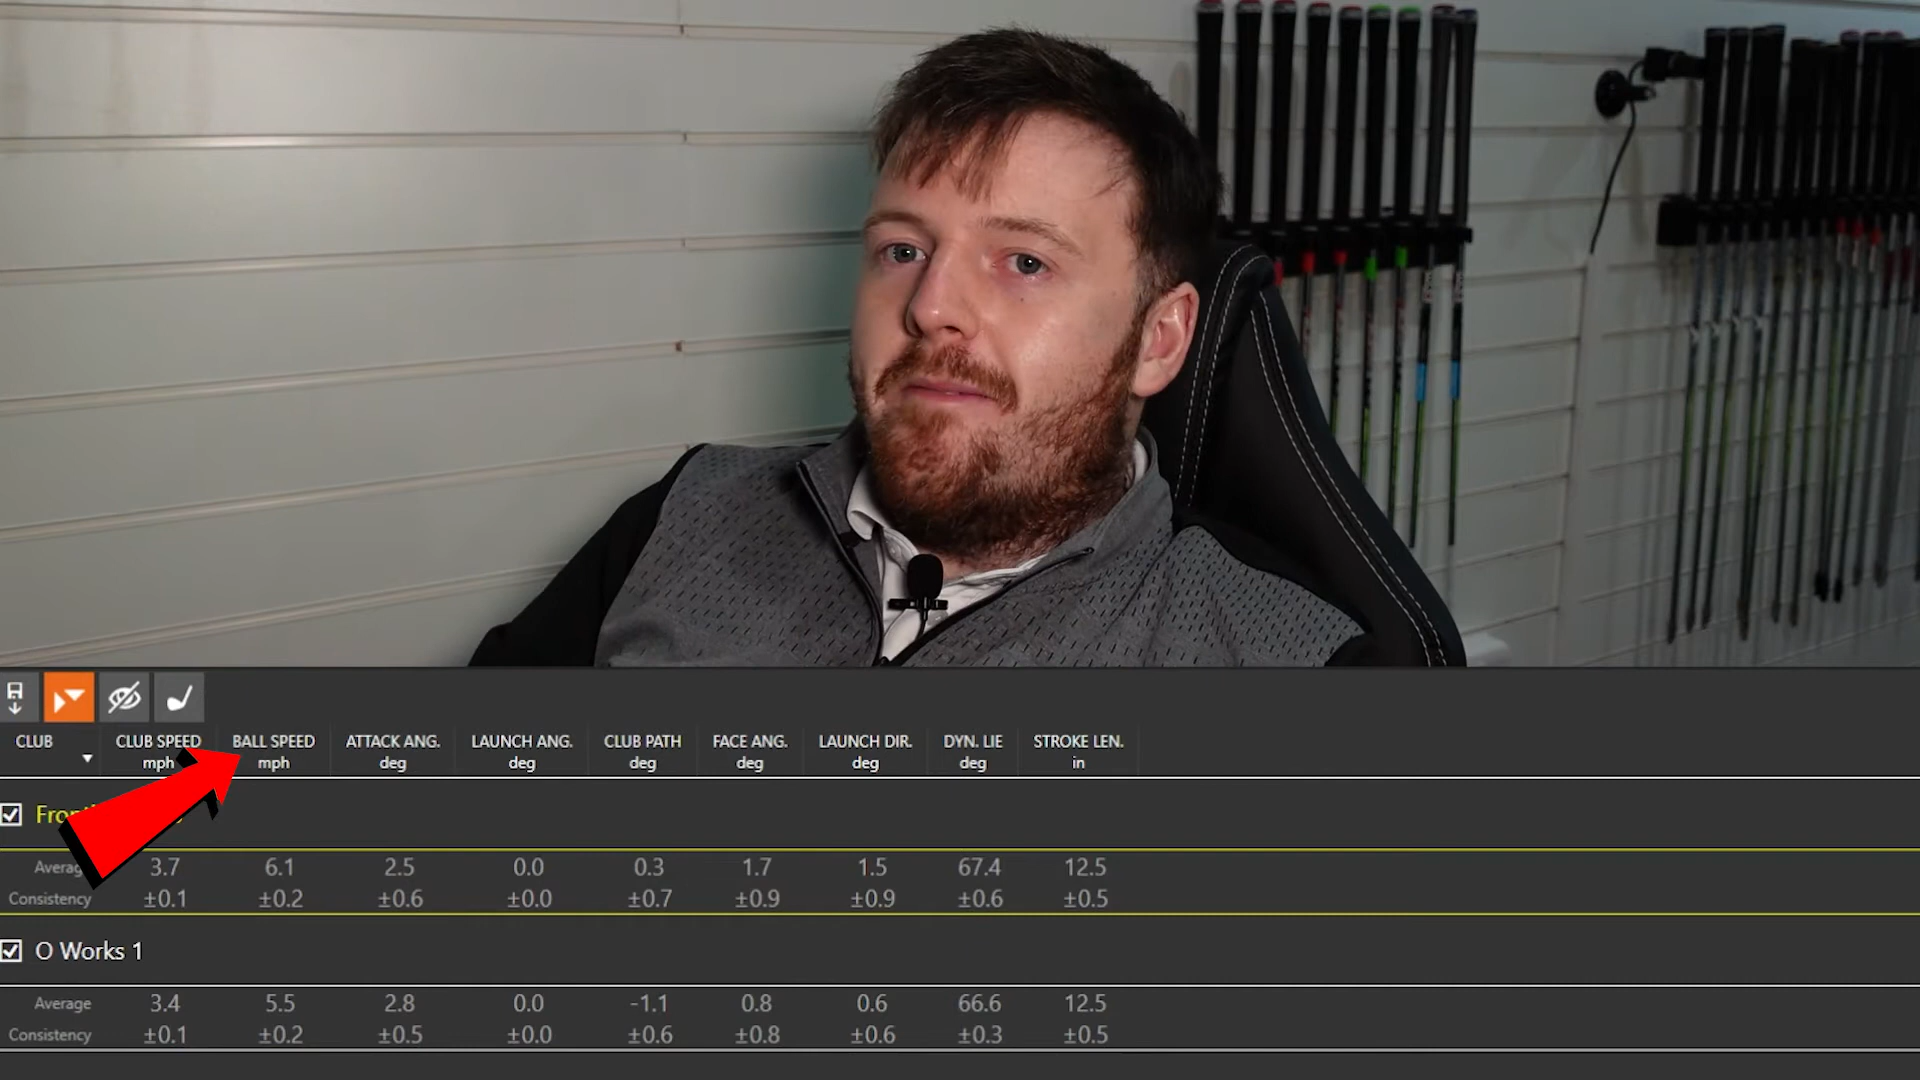 CLUB CLUB SPEED BALL SPEED ATTACK ANG. LAUNCH ANG. CLUB PATH FACE ANG. LAUNCH DIR. DYN. LIE STROKE LEN.
mph mph deg deg deg deg deg deg in
Average 3.7 6.1 2.5 0.0 0.3 1.7 1.5 67.4 12.5
Consistency ±0.1 ±0.2 ±0.6 ±0.0 ±0.7 ±0.9 ±0.9 ±0.6 ±0.5
O Works 1
Average 3.4 5.5 2.8 0.0 -1.1 0.8 0.6 66.6 12.5
Consistency ±0.1 ±0.2 ±0.5 ±0.0 ±0.6 ±0.8 ±0.6 ±0.3 ±0.5